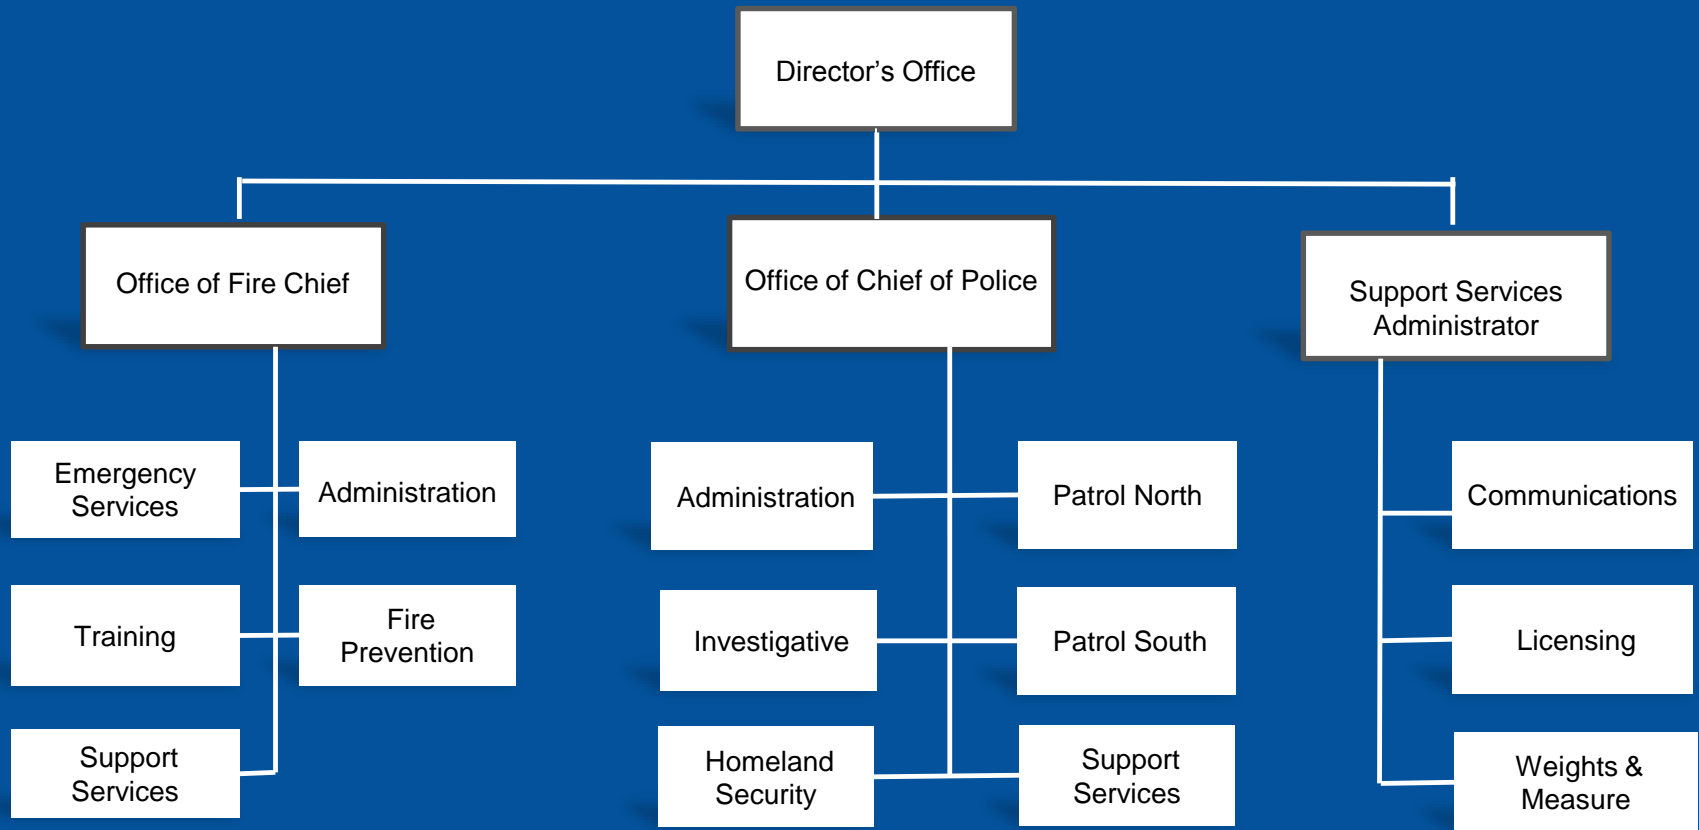 Director’s Office
Office of Fire Chief
Office of Chief of Police
Support Services
Administrator
Emergency
Services
Administration
Training
Fire
Prevention
Support
Services
Administration
Patrol North
Investigative
Patrol South
Homeland
Security
Support
Services
Communications
Licensing
Weights &
Measure